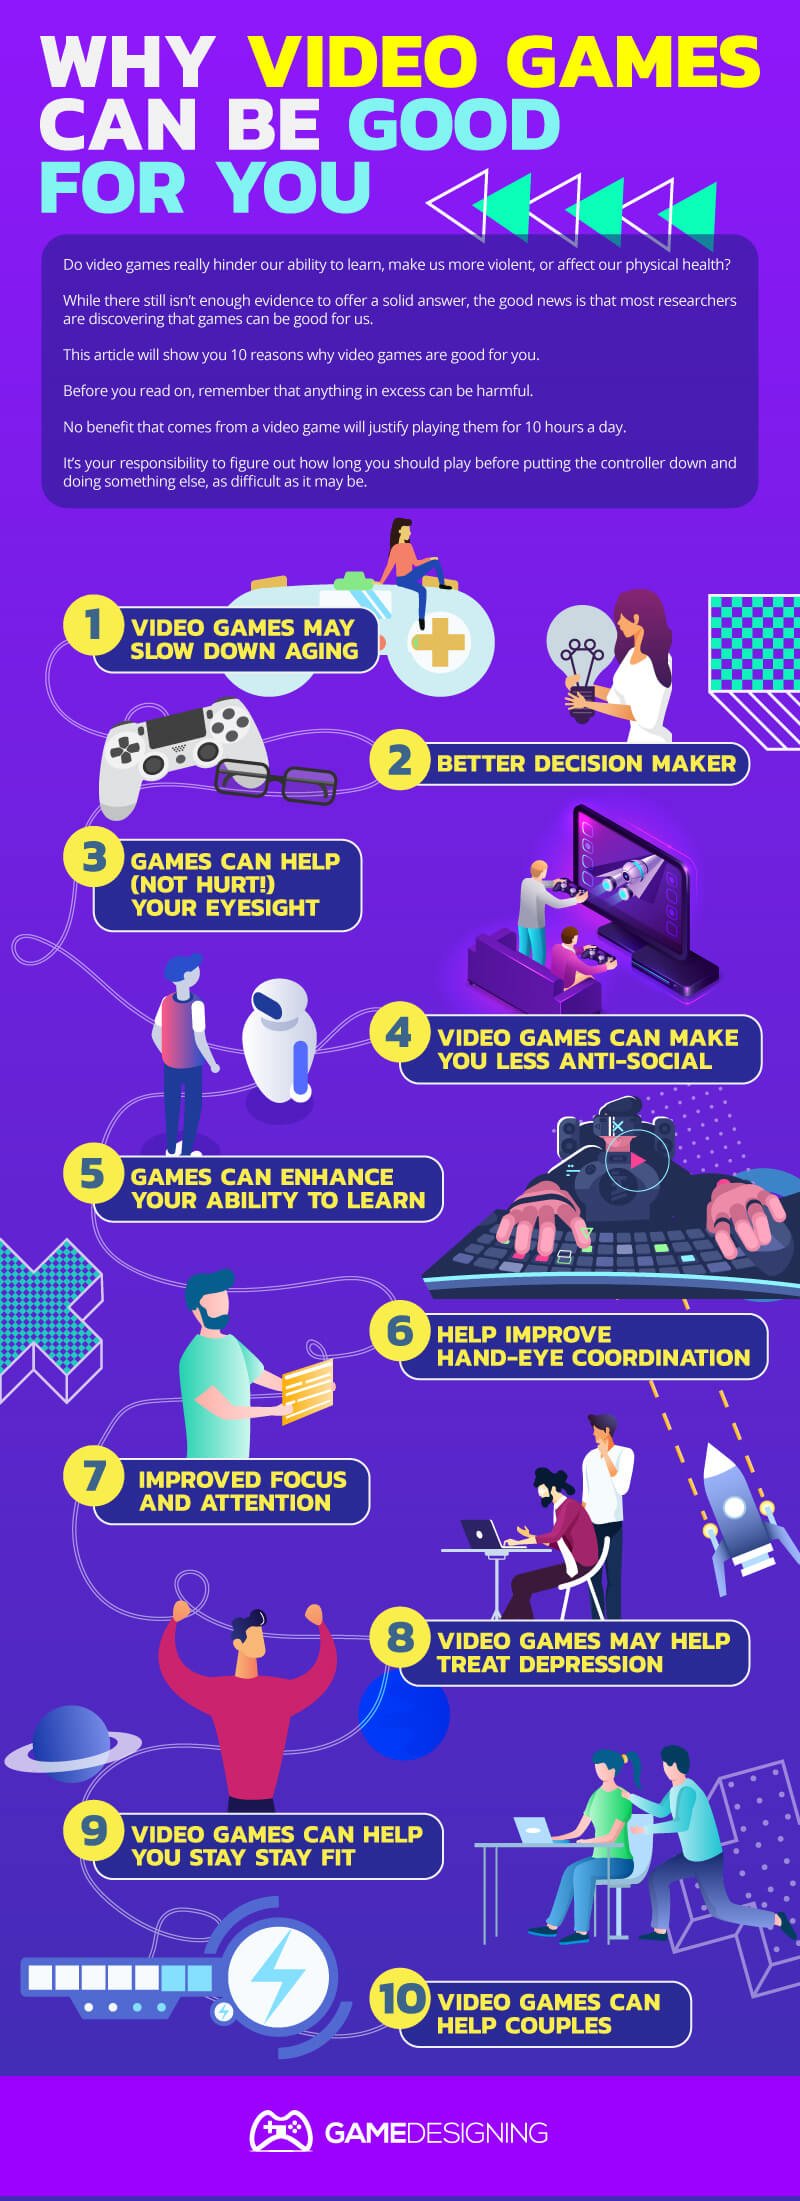 WHY VIDEO GAMES
CAN BE GOOD
FOR YOU
Do video games really hinder our ability to learn, make us more violent, or affect our physical health?
While there still isn't enough evidence to offer a solid answer, the good news is that most researchers
are discovering that games can be good for us.
This article will show you 10 reasons why video games are good for you.
Before you read on, remember that anything in excess can be harmful.
No benefit that comes from a video game will justify playing them for 10 hours a day.
It's your responsibility to figure out how long you should play before putting the controller down and
doing something else, as difficult as it may be.
1
VIDEO GAMES MAY
SLOW DOWN AGING
2
BETTER DECISION MAKER
3
GAMES CAN HELP
(NOT HURT!)
YOUR EYESIGHT
4
VIDEO GAMES CAN MAKE
YOU LESS ANTI-SOCIAL
5
GAMES CAN ENHANCE
YOUR ABILITY TO LEARN
6
HELP IMPROVE
HAND-EYE COORDINATION
7
IMPROVED FOCUS
AND ATTENTION
8
VIDEO GAMES MAY HELP
TREAT DEPRESSION
9
VIDEO GAMES CAN HELP
YOU STAY STAY FIT
10
VIDEO GAMES CAN
HELP COUPLES
GAMEDESIGNING